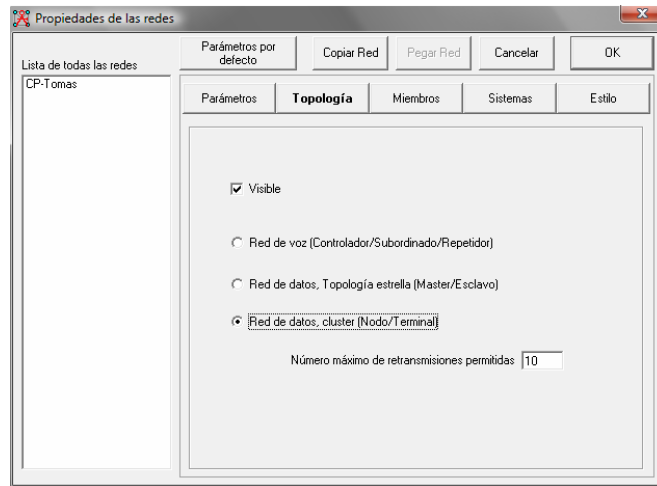 Propiedades de las redes
Lista de todas las redes
CP-Tomas
Parámetros por
defecto
Copiar Red
Pegar Red
Cancelar
OK
Parámetros
Topología
Miembros
Sistemas
Estilo
Visible
Red de voz (Controlador/Subordinado/Repetidor)
Red de datos, Topología estrella (Master/Esclavo)
Red de datos, cluster (Nodo/Terminal)
Número máximo de retransmisiones permitidas 10